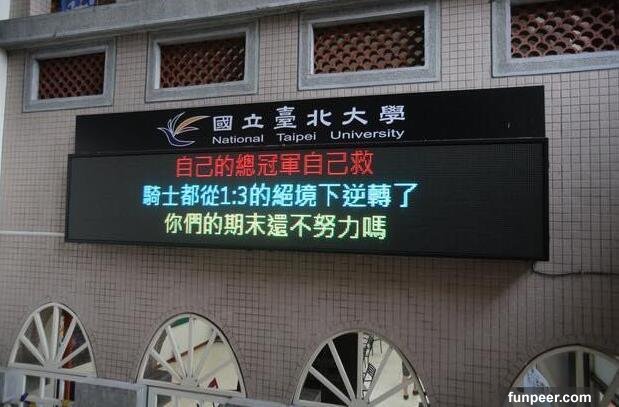 國立臺北大學
National Taipei University
自己的總冠軍自己救
騎士都從1:3的絕境下逆轉了
你們的期末還不努力嗎
funpeer.com